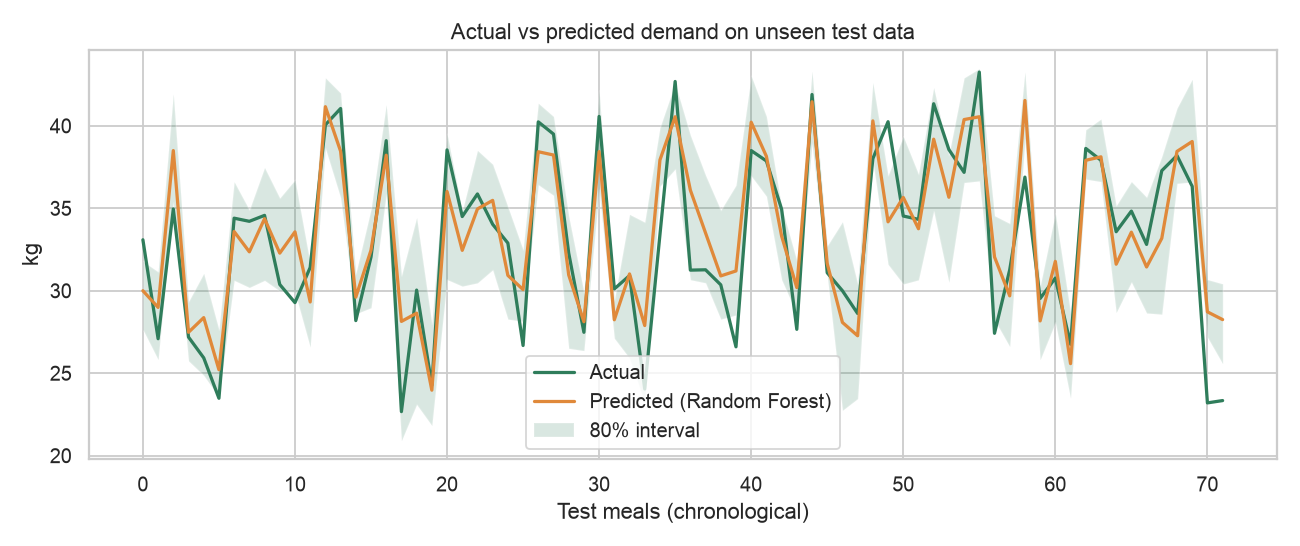 Actual vs predicted demand on unseen test data
kg
40
35
30
25
20
Actual
Predicted (Random Forest)
80% interval
0 10 20 30 40 50 60 70
Test meals (chronological)